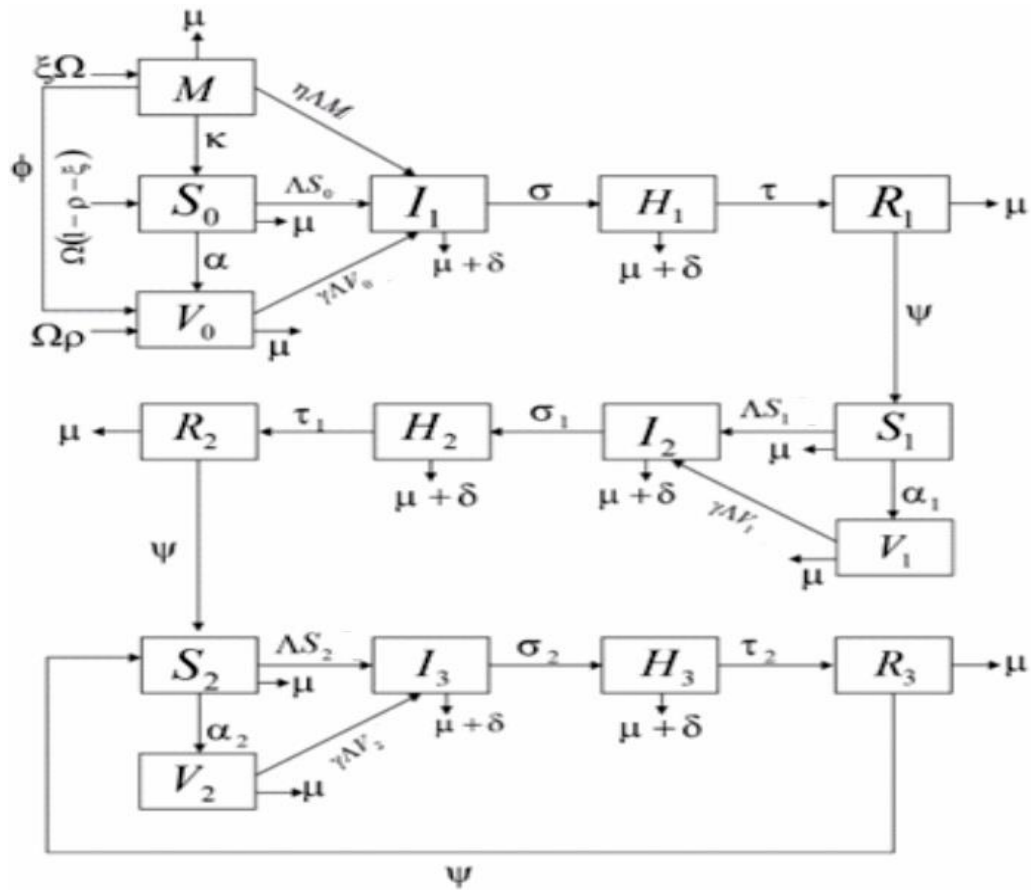 μ
ξΩ M ηΛM
φ κ
Ω(1 − ρ − ξ) S₀ ΛS₀ I₁ σ H₁ τ R₁ μ
μ μ + δ μ + δ
α γΛV₀
Ωρ V₀ μ ψ
μ R₂ τ₁ H₂ σ₁ I₂ ΛS₁ S₁
μ + δ μ + δ μ
ψ γΛV₁ α₁
V₁
μ
S₂ ΛS₂ I₃ σ₂ H₃ τ₂ R₃ μ
μ μ + δ μ + δ
α₂ γΛV₂
V₂ μ
ψ